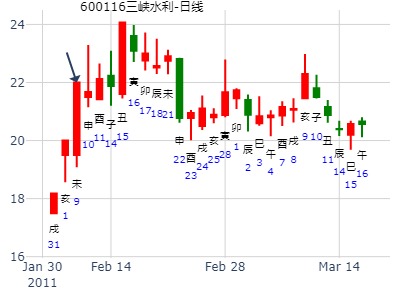 600116三峡水利-日线
24
22
20
18
16
戌 亥 未 申 酉 子 丑 寅 卯 辰 未 申 酉 戌 亥 寅 卯 辰 巳 午 酉 戌 亥 子 丑 辰 巳 午
31 1 9 10 11 14 15 16 17 18 21 22 23 24 25 28 1 2 3 4 7 8 9 10 11 14 15 16
Jan 30 Feb 14 Feb 28 Mar 14
2011